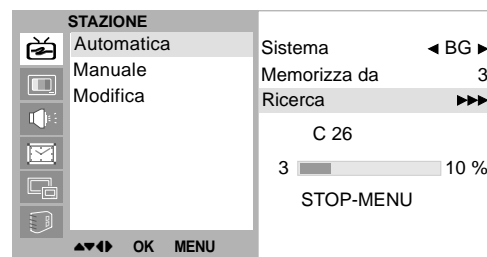 STAZIONE
Automatica
Manuale
Modifica
OK MENU
Sistema ◄ BG ►
Memorizza da 3
Ricerca ►►►
C 26
3 10 %
STOP-MENU